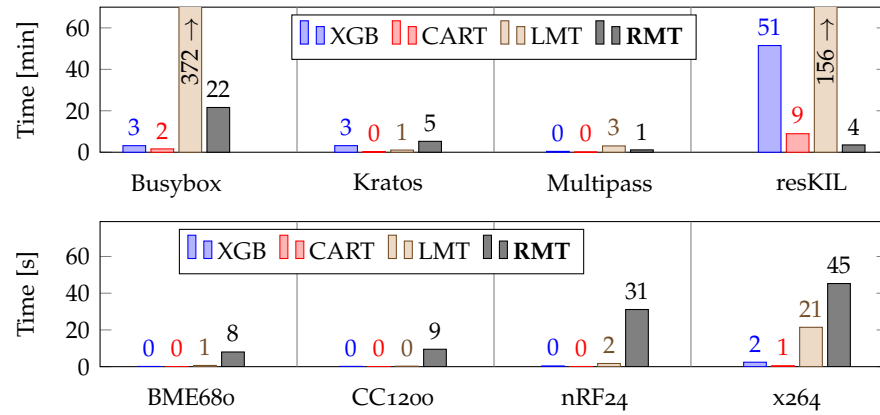 Time [min]
60
40
20
0
XGB CART LMT RMT
3 2 372 → 22
3 0 1 5
0 0 3 1
51 9 156 → 4
Busybox Kratos Multipass resKIL
Time [s]
60
40
20
0
XGB CART LMT RMT
0 0 1 8
0 0 0 9
0 0 2 31
2 1 21 45
BME680 CC1200 nRF24 x264